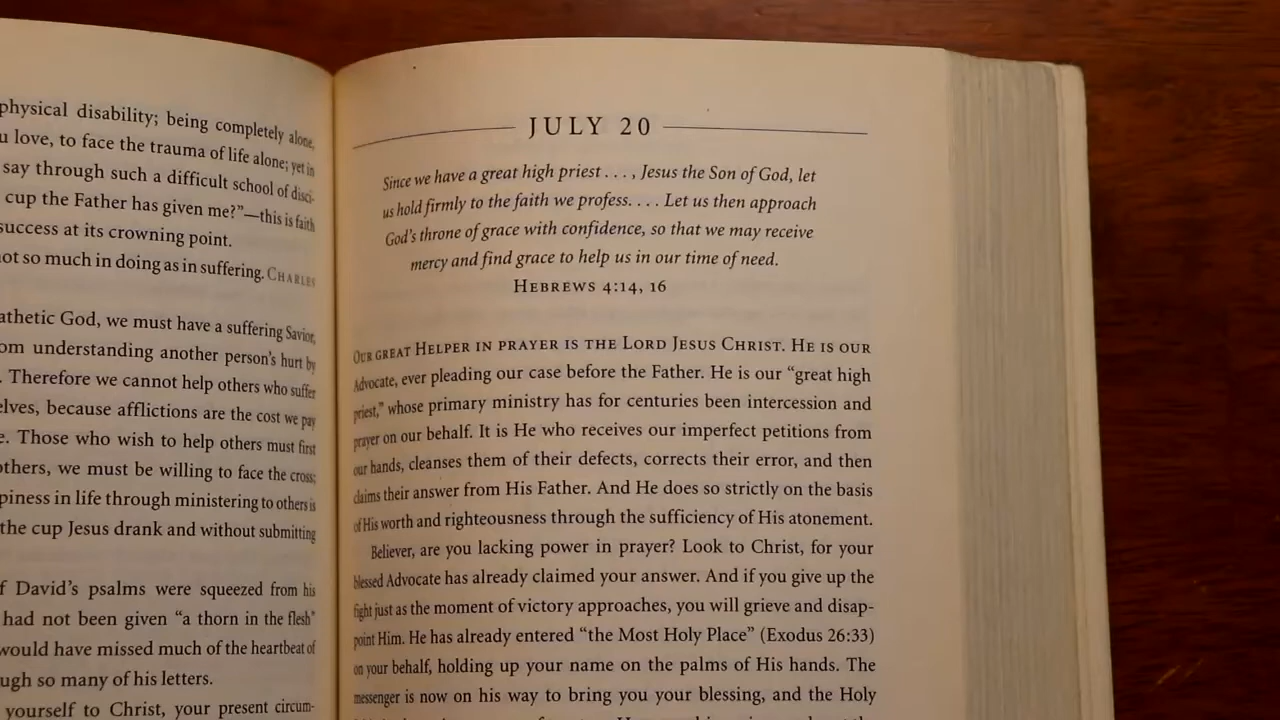 physical disability; being completely alone,
u love, to face the trauma of life alone; yet in
say through such a difficult school of disci-
cup the Father has given me?”—this is faith
success at its crowning point.
not so much in doing as in suffering. CHARLES
athetic God, we must have a suffering Savior,
om understanding another person's hurt by
. Therefore we cannot help others who suffer
elves, because afflictions are the cost we pay
e. Those who wish to help others must first
others, we must be willing to face the cross;
piness in life through ministering to others is
the cup Jesus drank and without submitting
f David's psalms were squeezed from his
had not been given “a thorn in the flesh”
would have missed much of the heartbeat of
ugh so many of his letters.
yourself to Christ, your present circum-
JULY 20
Since we have a great high priest . . . , Jesus the Son of God, let
us hold firmly to the faith we profess. . . . Let us then approach
God's throne of grace with confidence, so that we may receive
mercy and find grace to help us in our time of need.
HEBREWS 4:14, 16
OUR GREAT HELPER IN PRAYER IS THE LORD JESUS CHRIST. HE IS OUR
Advocate, ever pleading our case before the Father. He is our “great high
priest,” whose primary ministry has for centuries been intercession and
prayer on our behalf. It is He who receives our imperfect petitions from
our hands, cleanses them of their defects, corrects their error, and then
claims their answer from His Father. And He does so strictly on the basis
of His worth and righteousness through the sufficiency of His atonement.
Believer, are you lacking power in prayer? Look to Christ, for your
blessed Advocate has already claimed your answer. And if you give up the
fight just as the moment of victory approaches, you will grieve and disap-
point Him. He has already entered “the Most Holy Place” (Exodus 26:33)
on your behalf, holding up your name on the palms of His hands. The
messenger is now on his way to bring you your blessing, and the Holy